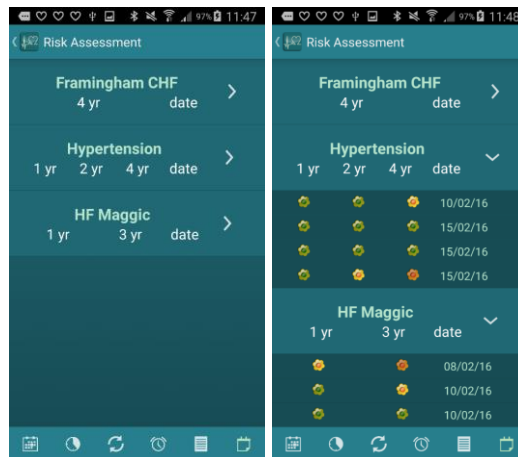 97% 11:47
Risk Assessment
Framingham CHF
4 yr date
Hypertension
1 yr 2 yr 4 yr date
HF Maggic
1 yr 3 yr date
97% 11:48
Risk Assessment
Framingham CHF
4 yr date
Hypertension
1 yr 2 yr 4 yr date
10/02/16
15/02/16
15/02/16
15/02/16
HF Maggic
1 yr 3 yr date
08/02/16
10/02/16
10/02/16